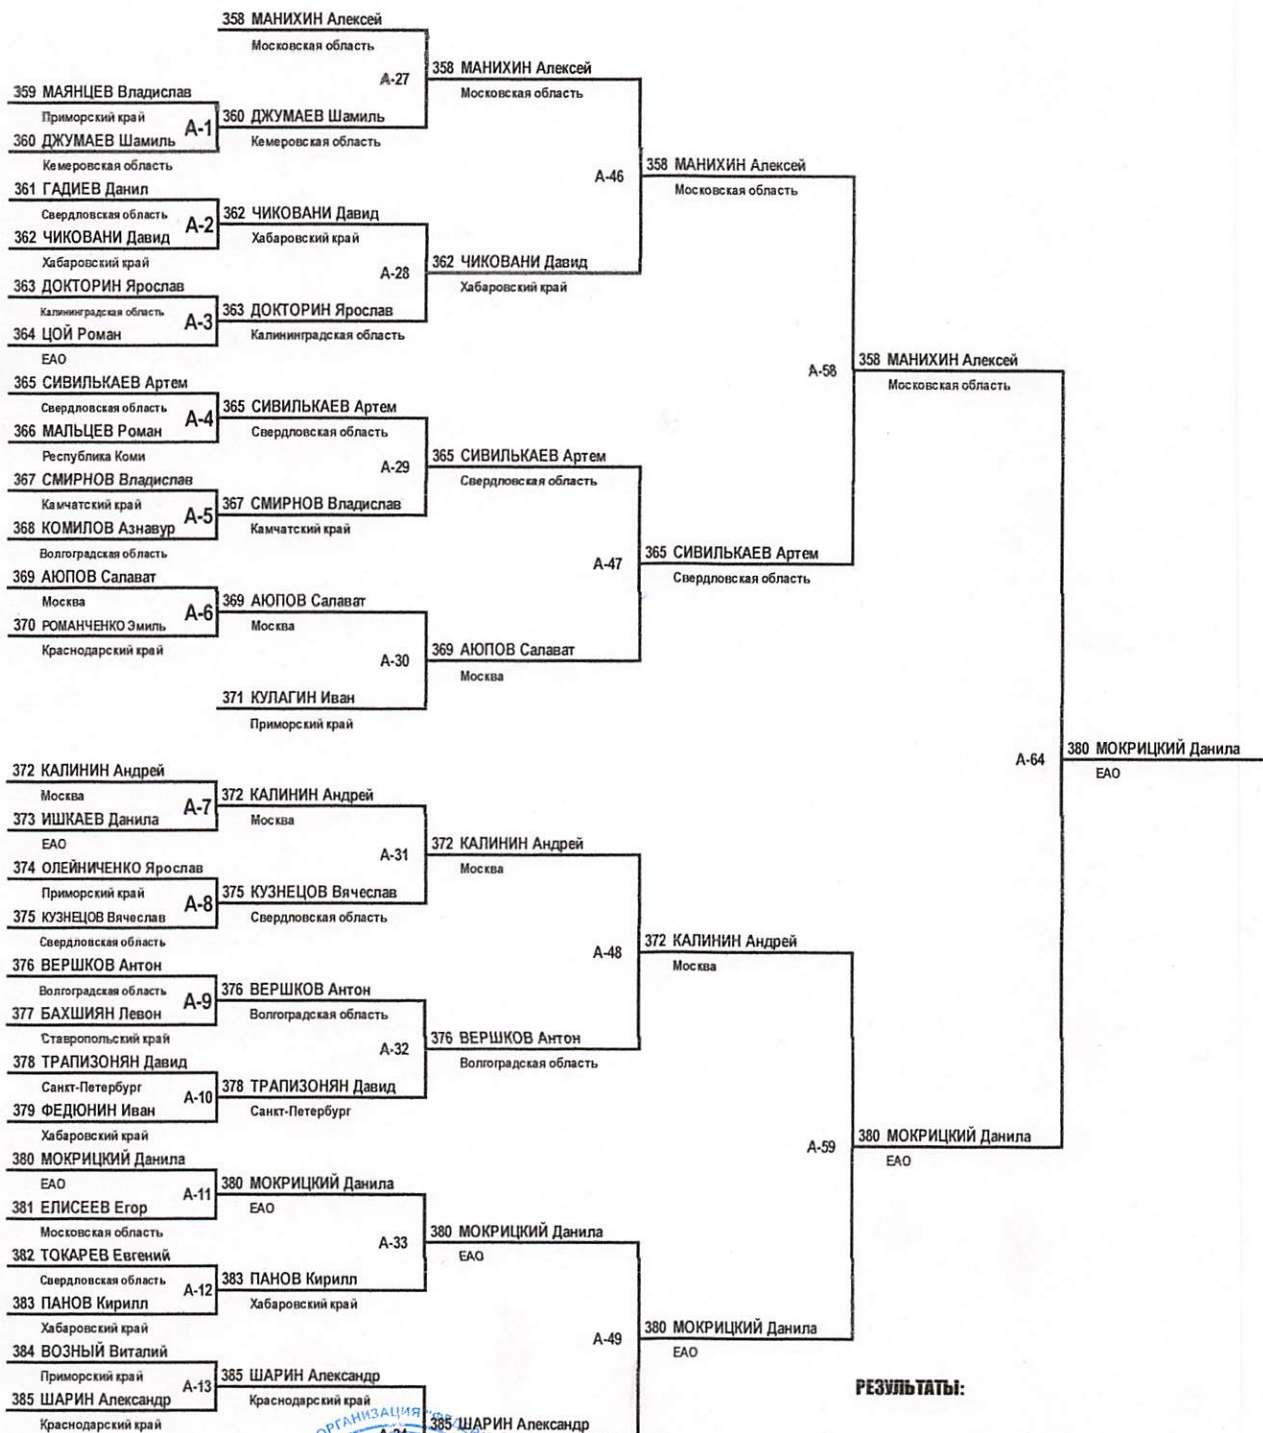 358 МАНИХИН Алексей
Московская область
А-27
358 МАНИХИН Алексей
Московская область
359 МАЯНЦЕВ Владислав
Приморский край
А-1
360 ДЖУМАЕВ Шамиль
Кемеровская область
360 ДЖУМАЕВ Шамиль
Кемеровская область
А-46
358 МАНИХИН Алексей
Московская область
361 ГАДИЕВ Данил
Свердловская область
А-2
362 ЧИКОВАНИ Давид
Хабаровский край
362 ЧИКОВАНИ Давид
Хабаровский край
А-28
362 ЧИКОВАНИ Давид
Хабаровский край
363 ДОКТОРИН Ярослав
Калининградская область
А-3
363 ДОКТОРИН Ярослав
Калининградская область
364 ЦОЙ Роман
ЕАО
А-58
358 МАНИХИН Алексей
Московская область
365 СИВИЛЬКАЕВ Артем
Свердловская область
А-4
365 СИВИЛЬКАЕВ Артем
Свердловская область
366 МАЛЬЦЕВ Роман
Республика Коми
А-29
365 СИВИЛЬКАЕВ Артем
Свердловская область
367 СМИРНОВ Владислав
Камчатский край
А-5
367 СМИРНОВ Владислав
Камчатский край
368 КОМИЛОВ Азнавур
Волгоградская область
А-47
365 СИВИЛЬКАЕВ Артем
Свердловская область
369 АЮПОВ Салават
Москва
А-6
369 АЮПОВ Салават
Москва
370 РОМАНЧЕНКО Эмиль
Краснодарский край
А-30
369 АЮПОВ Салават
Москва
371 КУЛАГИН Иван
Приморский край
А-64
380 МОКРИЦКИЙ Данила
ЕАО
372 КАЛИНИН Андрей
Москва
А-7
372 КАЛИНИН Андрей
Москва
373 ИШКАЕВ Данила
ЕАО
А-31
372 КАЛИНИН Андрей
Москва
374 ОЛЕЙНИЧЕНКО Ярослав
Приморский край
А-8
375 КУЗНЕЦОВ Вячеслав
Свердловская область
375 КУЗНЕЦОВ Вячеслав
Свердловская область
А-48
372 КАЛИНИН Андрей
Москва
376 ВЕРШКОВ Антон
Волгоградская область
А-9
376 ВЕРШКОВ Антон
Волгоградская область
377 БАХШИЯН Левон
Ставропольский край
А-32
376 ВЕРШКОВ Антон
Волгоградская область
378 ТРАПИЗОНЯН Давид
Санкт-Петербург
А-10
378 ТРАПИЗОНЯН Давид
Санкт-Петербург
379 ФЕДЮНИН Иван
Хабаровский край
А-59
380 МОКРИЦКИЙ Данила
ЕАО
380 МОКРИЦКИЙ Данила
ЕАО
А-11
380 МОКРИЦКИЙ Данила
ЕАО
381 ЕЛИСЕЕВ Егор
Московская область
А-33
380 МОКРИЦКИЙ Данила
ЕАО
382 ТОКАРЕВ Евгений
Свердловская область
А-12
383 ПАНОВ Кирилл
Хабаровский край
383 ПАНОВ Кирилл
Хабаровский край
А-49
380 МОКРИЦКИЙ Данила
ЕАО
384 ВОЗНЫЙ Виталий
Приморский край
А-13
385 ШАРИН Александр
Краснодарский край
385 ШАРИН Александр
Краснодарский край
РЕЗУЛЬТАТЫ:
ОРГАНИЗАЦИЯ
385 ШАРИН Александр